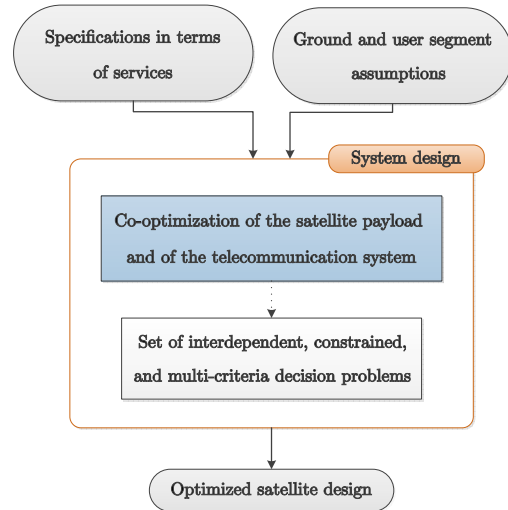 Specifications in terms
of services
Ground and user segment
assumptions
System design
Co-optimization of the satellite payload
and of the telecommunication system
Set of interdependent, constrained,
and multi-criteria decision problems
Optimized satellite design